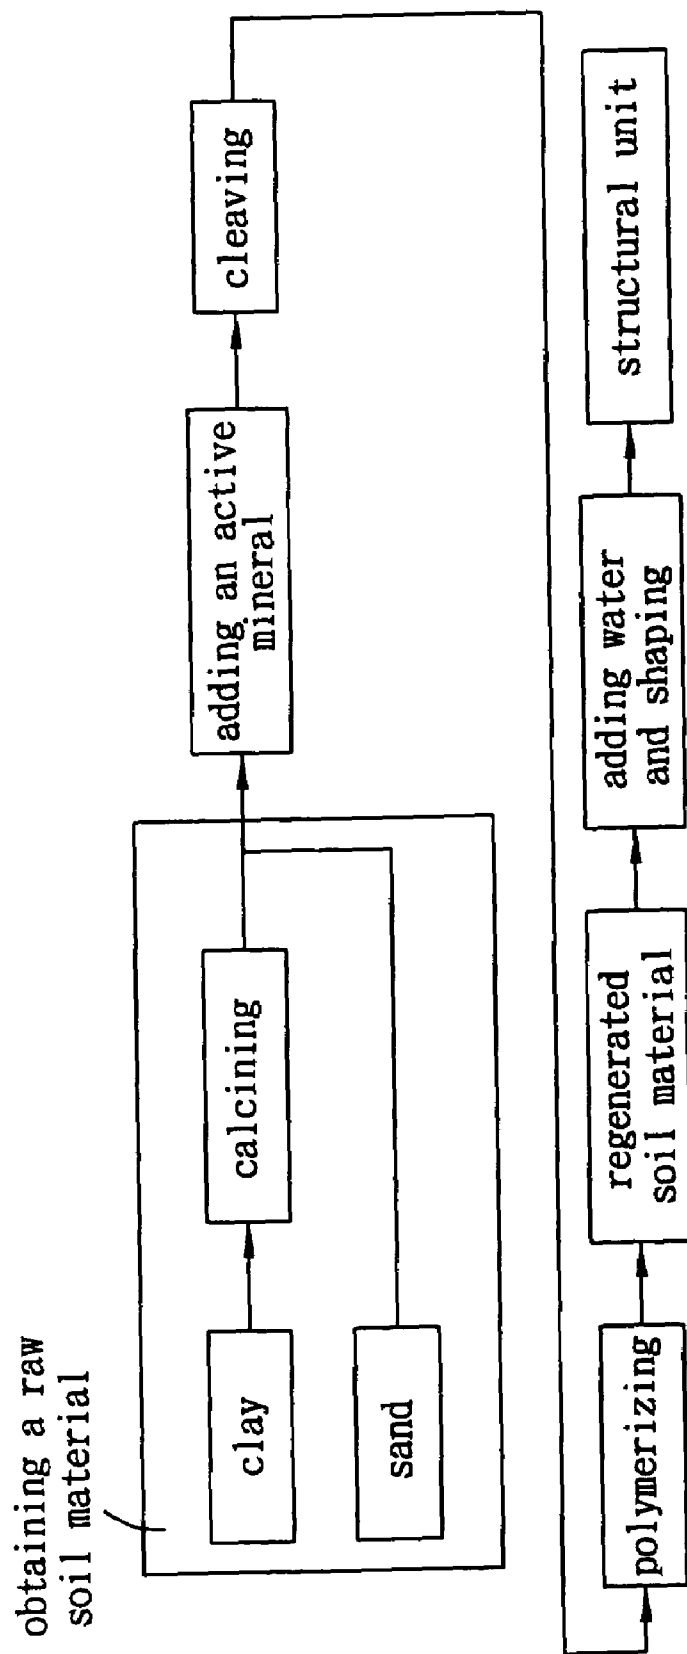 obtaining a raw
soil material
clay
calcining
sand
adding an active
mineral
cleaving
polymerizing
regenerated
soil material
adding water
and shaping
structural unit